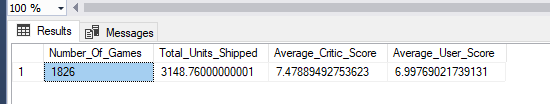 100 %
Results Messages
Number_Of_Games Total_Units_Shipped Average_Critic_Score Average_User_Score
1 1826 3148.76000000001 7.47889492753623 6.99769021739131